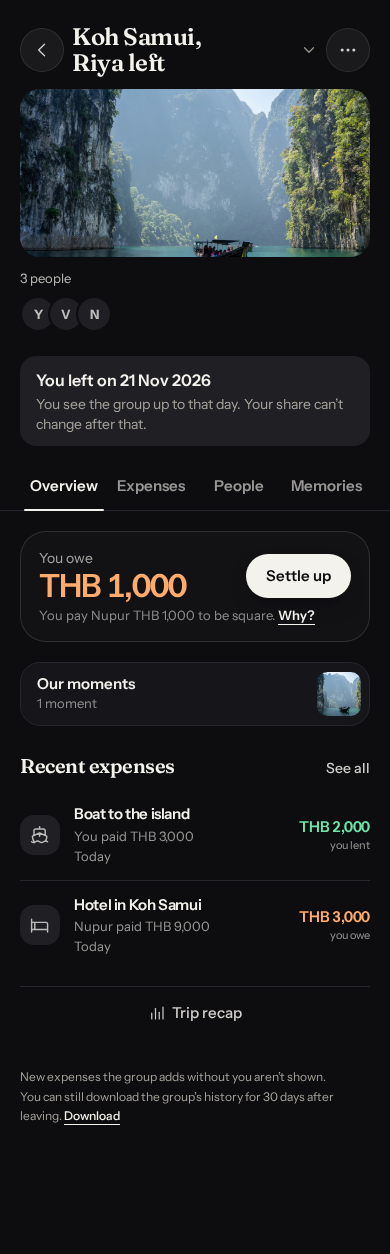 Koh Samui,
Riya left
3 people
Y V N
You left on 21 Nov 2026
You see the group up to that day. Your share can't
change after that.
Overview Expenses People Memories
You owe
THB 1,000
Settle up
You pay Nupur THB 1,000 to be square. Why?
Our moments
1 moment
Recent expenses
See all
Boat to the island
You paid THB 3,000
Today
THB 2,000
you lent
Hotel in Koh Samui
Nupur paid THB 9,000
Today
THB 3,000
you owe
Trip recap
New expenses the group adds without you aren't shown.
You can still download the group's history for 30 days after
leaving. Download